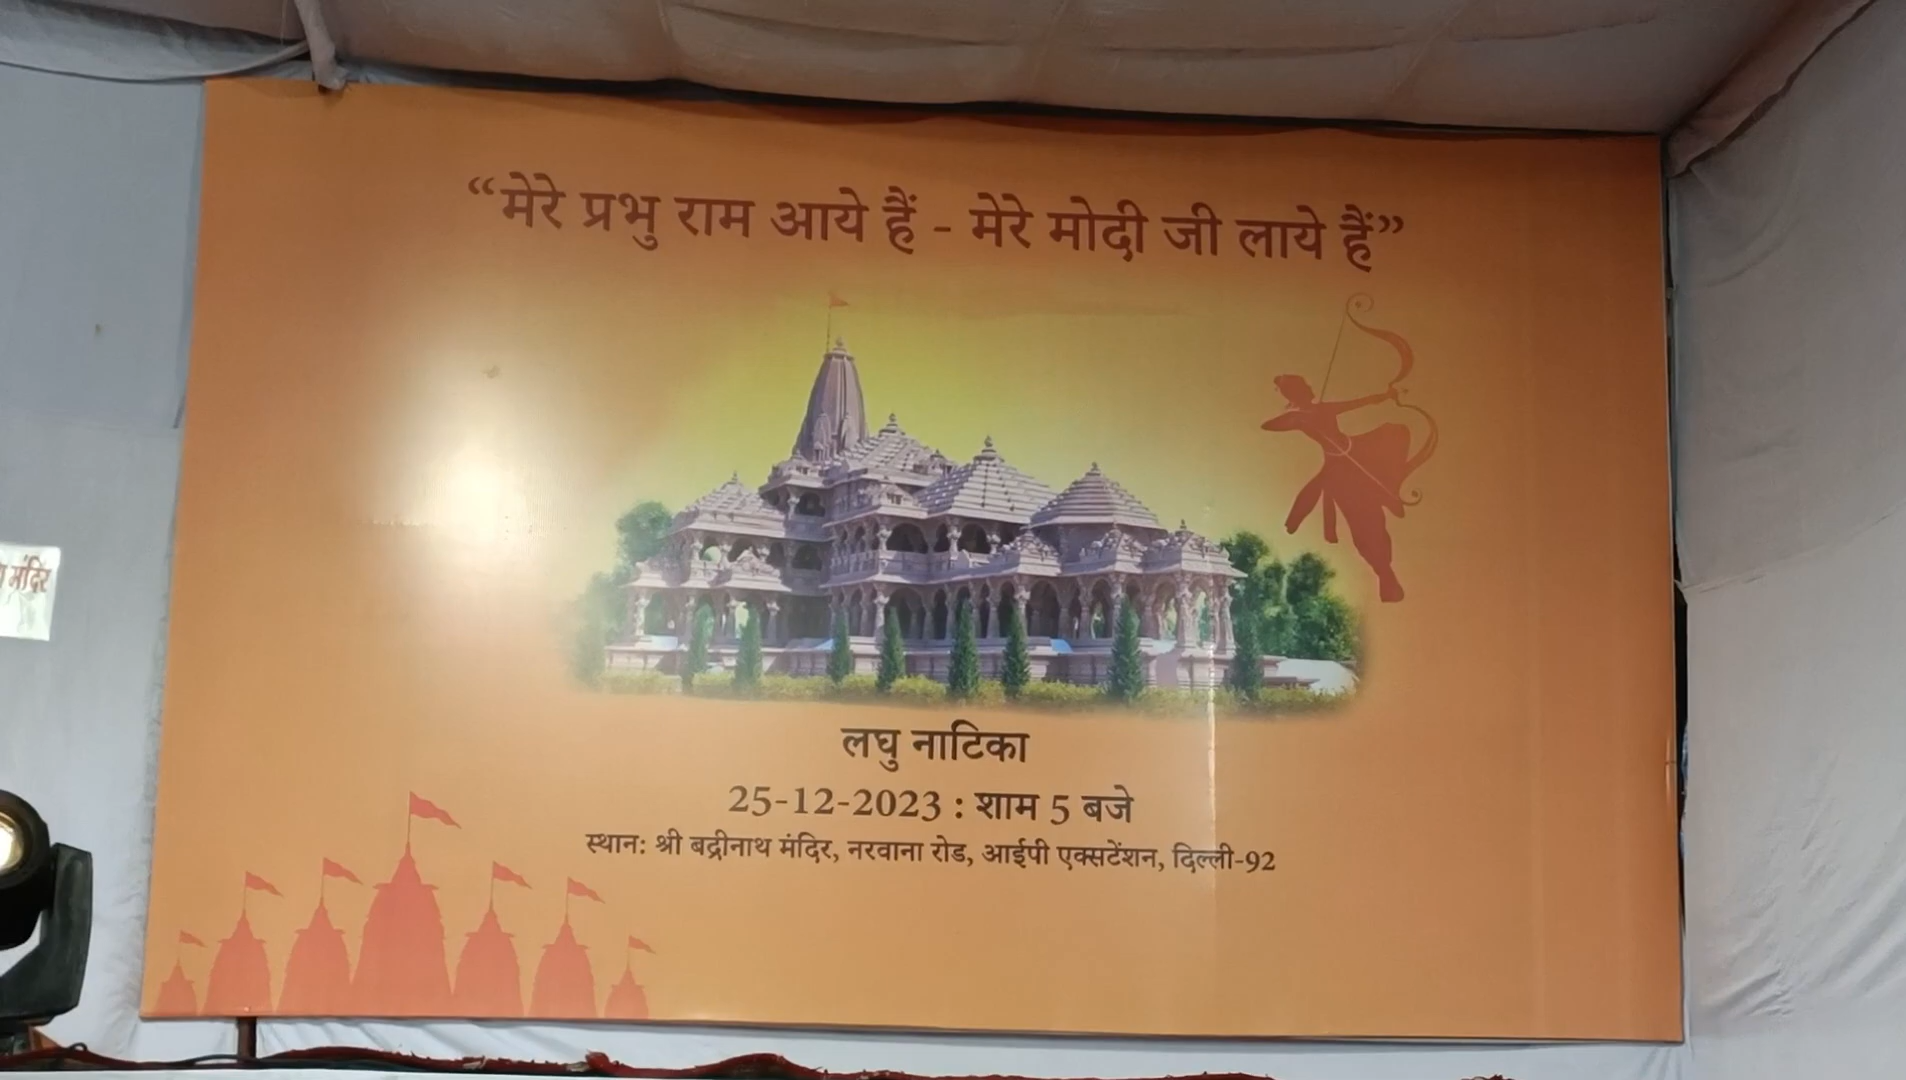 “मेरे प्रभु राम आये हैं - मेरे मोदी जी लाये हैं”
लघु नाटिका
25-12-2023 : शाम 5 बजे
स्थान: श्री बद्रीनाथ मंदिर, नरवाना रोड, आईपी एक्सटेंशन, दिल्ली-92
मंदिर